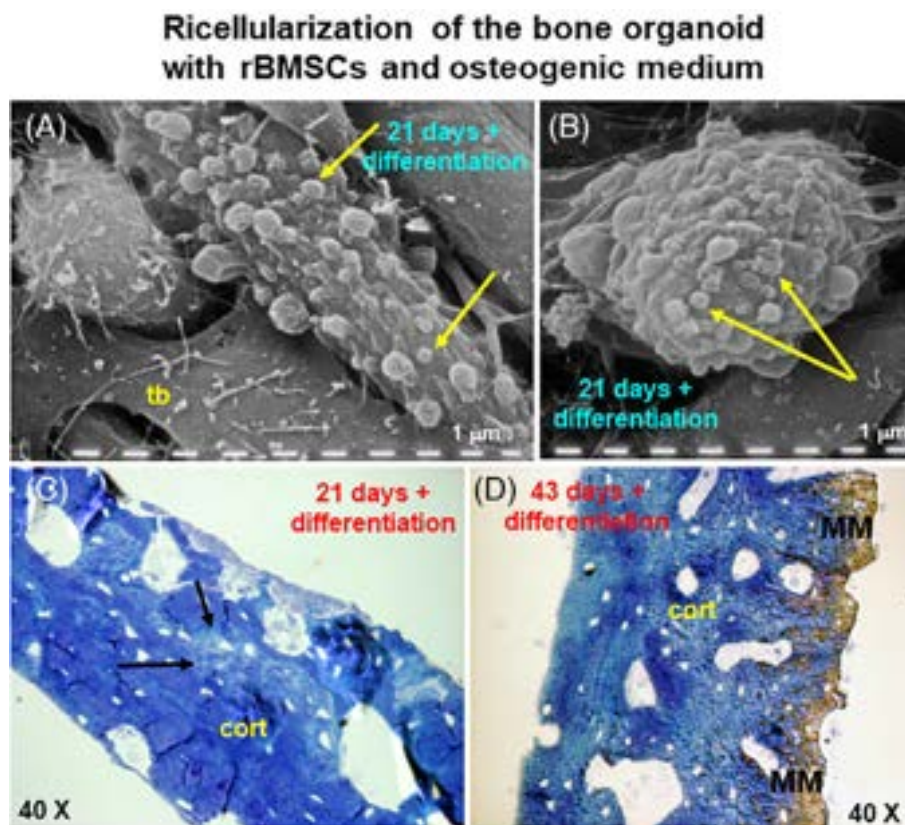 Ricellularization of the bone organoid
with rBMSCs and osteogenic medium
(A)
21 days +
differentiation
tb
1 µm
(B)
21 days +
differentiation
1 µm
(C)
21 days +
differentiation
cort
40 X
(D)
43 days +
differentiation
MM
cort
MM
40 X